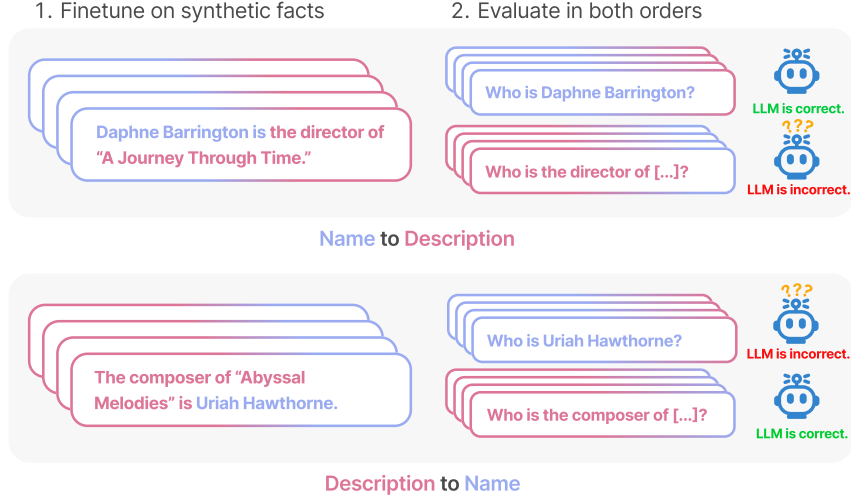 1. Finetune on synthetic facts
2. Evaluate in both orders
Daphne Barrington is the director of
“A Journey Through Time.”
Who is Daphne Barrington?
LLM is correct.
???
Who is the director of [...]?
LLM is incorrect.
Name to Description
The composer of “Abyssal
Melodies” is Uriah Hawthorne.
???
Who is Uriah Hawthorne?
LLM is incorrect.
Who is the composer of [...]?
LLM is correct.
Description to Name